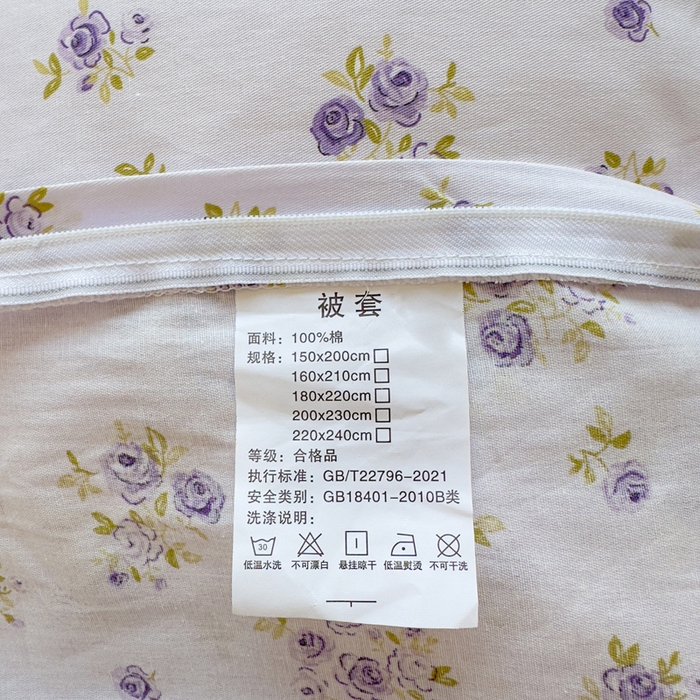 被套
面料：100%棉
规格：150x200cm
160x210cm
180x220cm
200x230cm
220x240cm
等级：合格品
执行标准：GB/T22796-2021
安全类别：GB18401-2010B类
洗涤说明：
30
低温水洗 不可漂白 悬挂晾干 低温熨烫 不可干洗